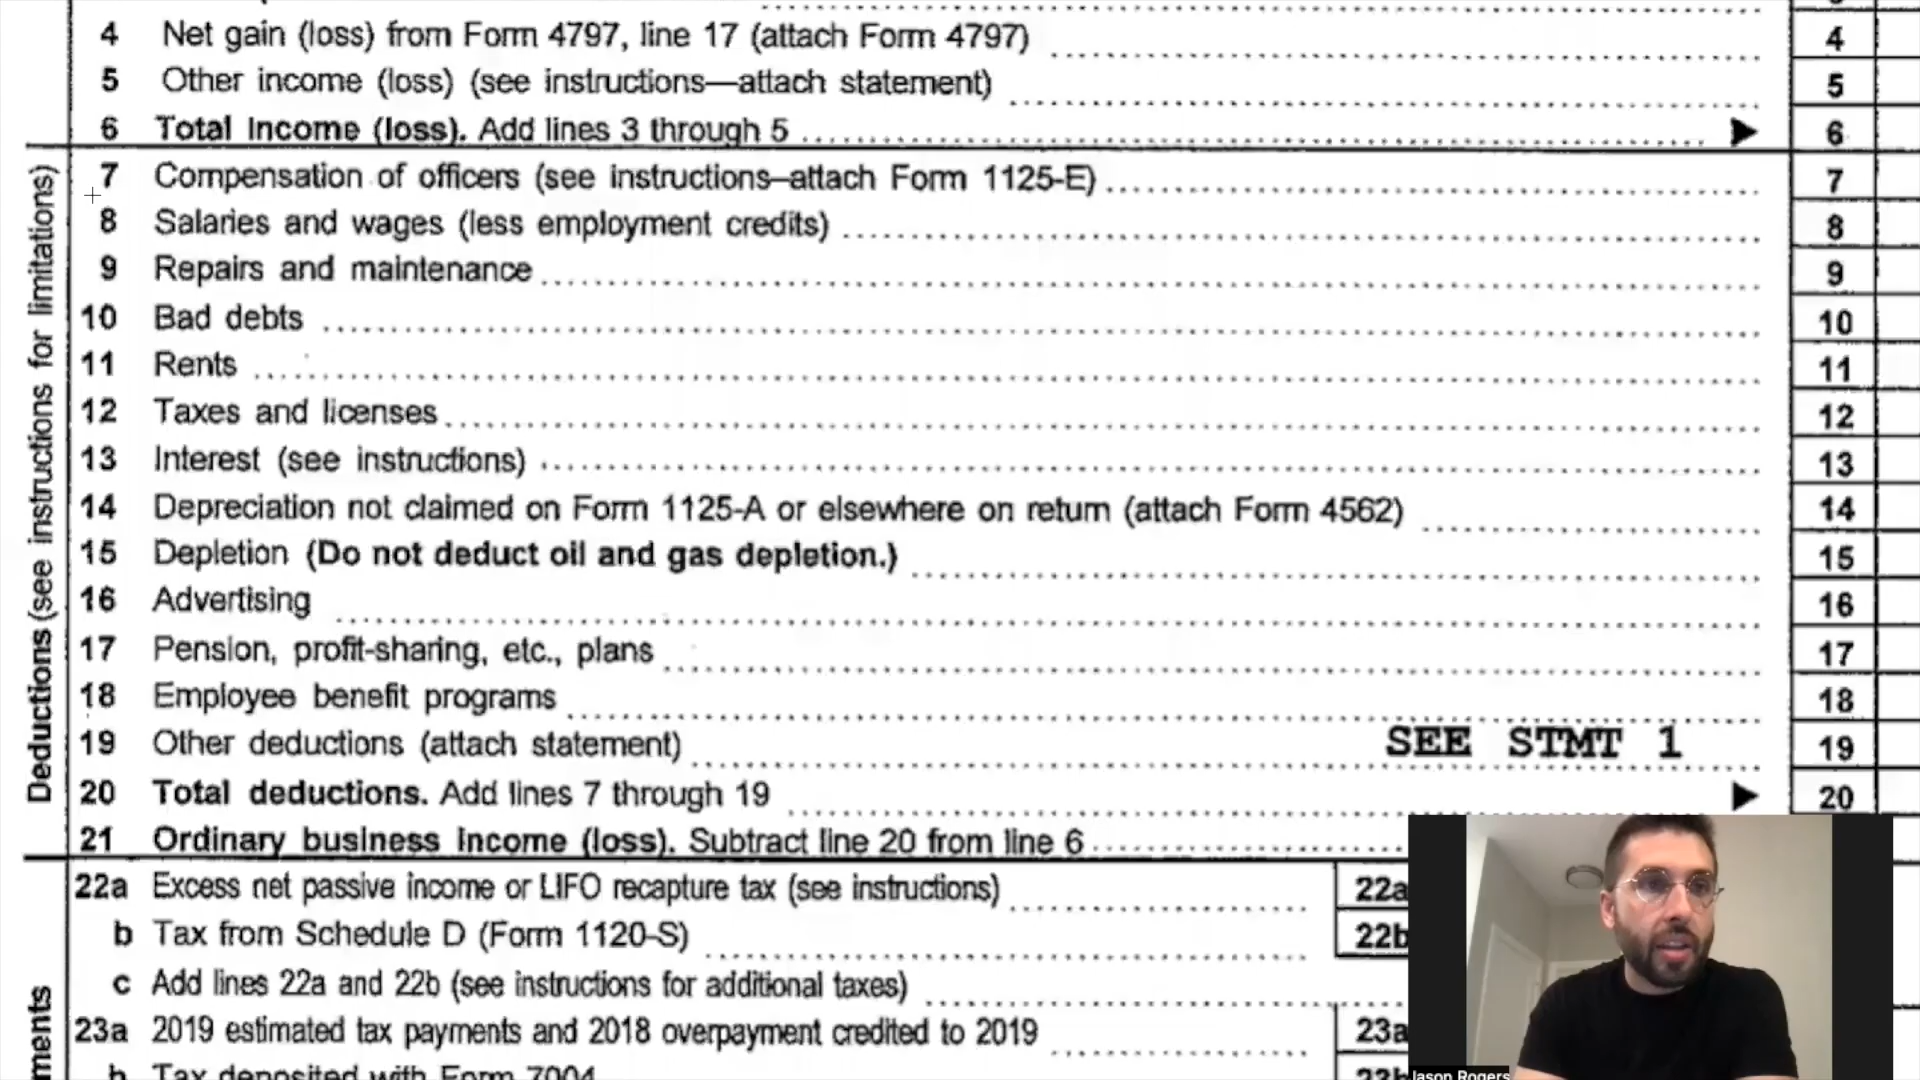 4 Net gain (loss) from Form 4797, line 17 (attach Form 4797) 4
5 Other income (loss) (see instructions—attach statement) 5
6 Total income (loss). Add lines 3 through 5 6
Deductions (see instructions for limitations)
7 Compensation of officers (see instructions–attach Form 1125-E) 7
8 Salaries and wages (less employment credits) 8
9 Repairs and maintenance 9
10 Bad debts 10
11 Rents 11
12 Taxes and licenses 12
13 Interest (see instructions) 13
14 Depreciation not claimed on Form 1125-A or elsewhere on return (attach Form 4562) 14
15 Depletion (Do not deduct oil and gas depletion.) 15
16 Advertising 16
17 Pension, profit-sharing, etc., plans 17
18 Employee benefit programs 18
19 Other deductions (attach statement) SEE STMT 1 19
20 Total deductions. Add lines 7 through 19 20
21 Ordinary business income (loss). Subtract line 20 from line 6
22a Excess net passive income or LIFO recapture tax (see instructions) 22a
b Tax from Schedule D (Form 1120-S) 22b
c Add lines 22a and 22b (see instructions for additional taxes)
23a 2019 estimated tax payments and 2018 overpayment credited to 2019 23a
b Tax deposited with Form 7004 23b
Jason Rogers